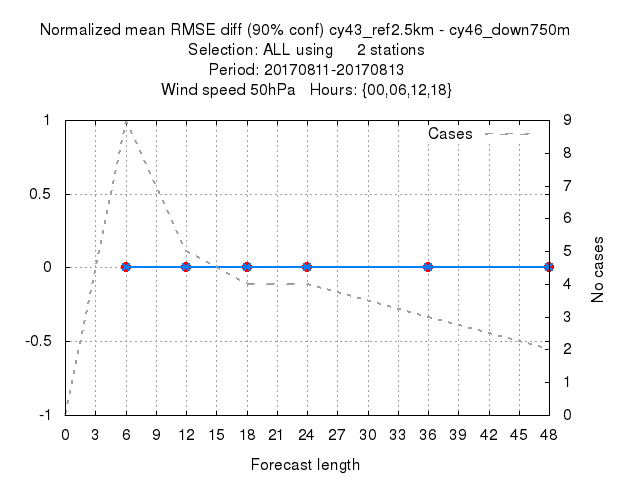 Normalized mean RMSE diff (90% conf) cy43_ref2.5km - cy46_down750m
Selection: ALL using 2 stations
Period: 20170811-20170813
Wind speed 50hPa Hours: {00,06,12,18}
Cases
1
0.5
0
-0.5
-1
9
8
7
6
5
4
3
2
1
0
No cases
0 3 6 9 12 15 18 21 24 27 30 33 36 39 42 45 48
Forecast length